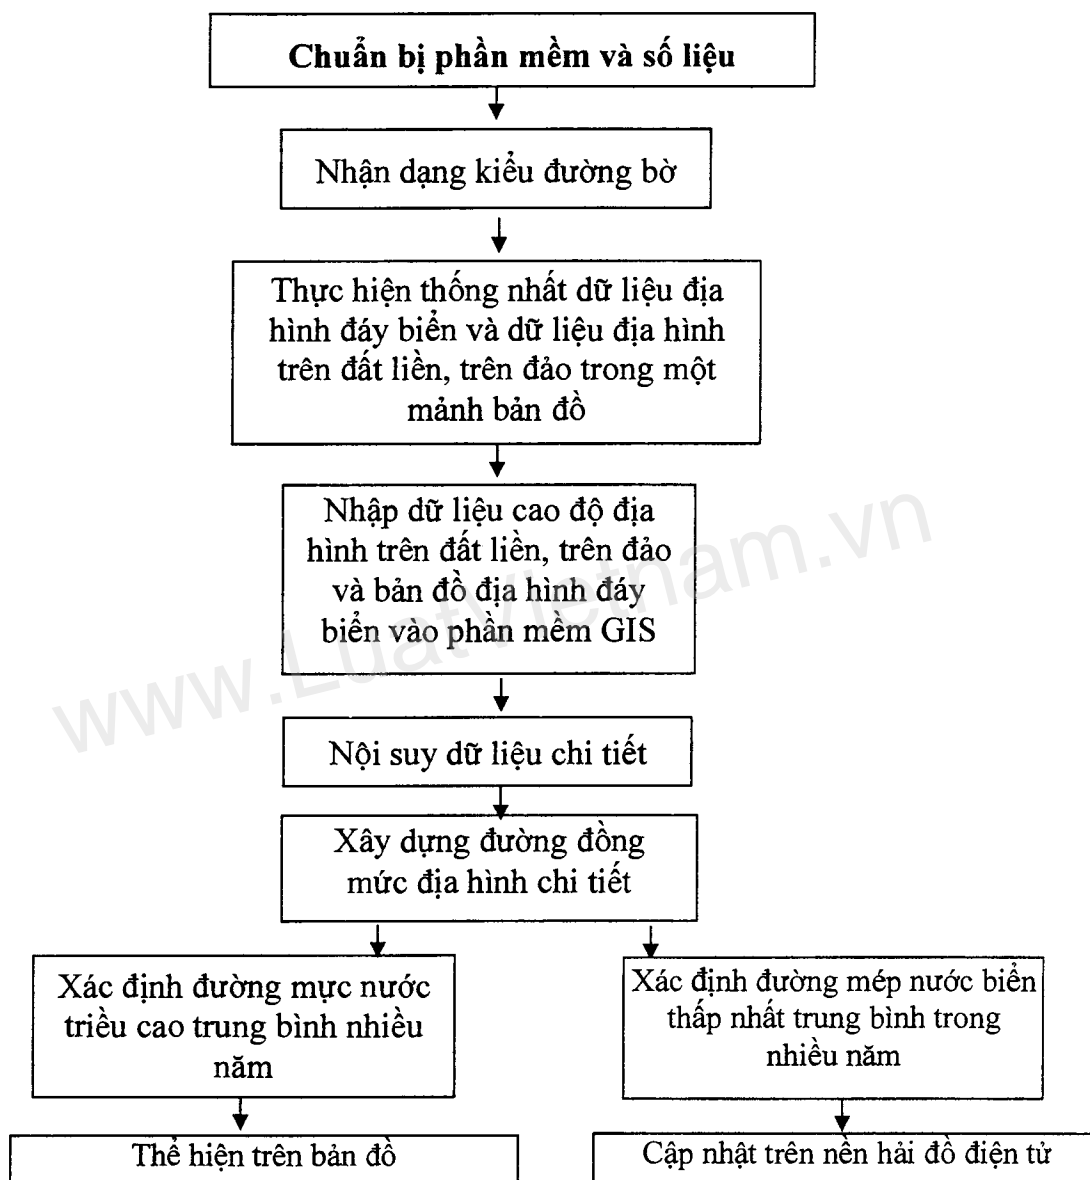 Chuẩn bị phần mềm và số liệu
Nhận dạng kiểu đường bờ
Thực hiện thống nhất dữ liệu địa
hình đáy biển và dữ liệu địa hình
trên đất liền, trên đảo trong một
mảnh bản đồ
Nhập dữ liệu cao độ địa
hình trên đất liền, trên đảo
và bản đồ địa hình đáy
biển vào phần mềm GIS
www.LuatVietnam.vn
Nội suy dữ liệu chi tiết
Xây dựng đường đồng
mức địa hình chi tiết
Xác định đường mực nước
triều cao trung bình nhiều
năm
Xác định đường mép nước biển
thấp nhất trung bình trong
nhiều năm
Thể hiện trên bản đồ
Cập nhật trên nền hải đồ điện tử